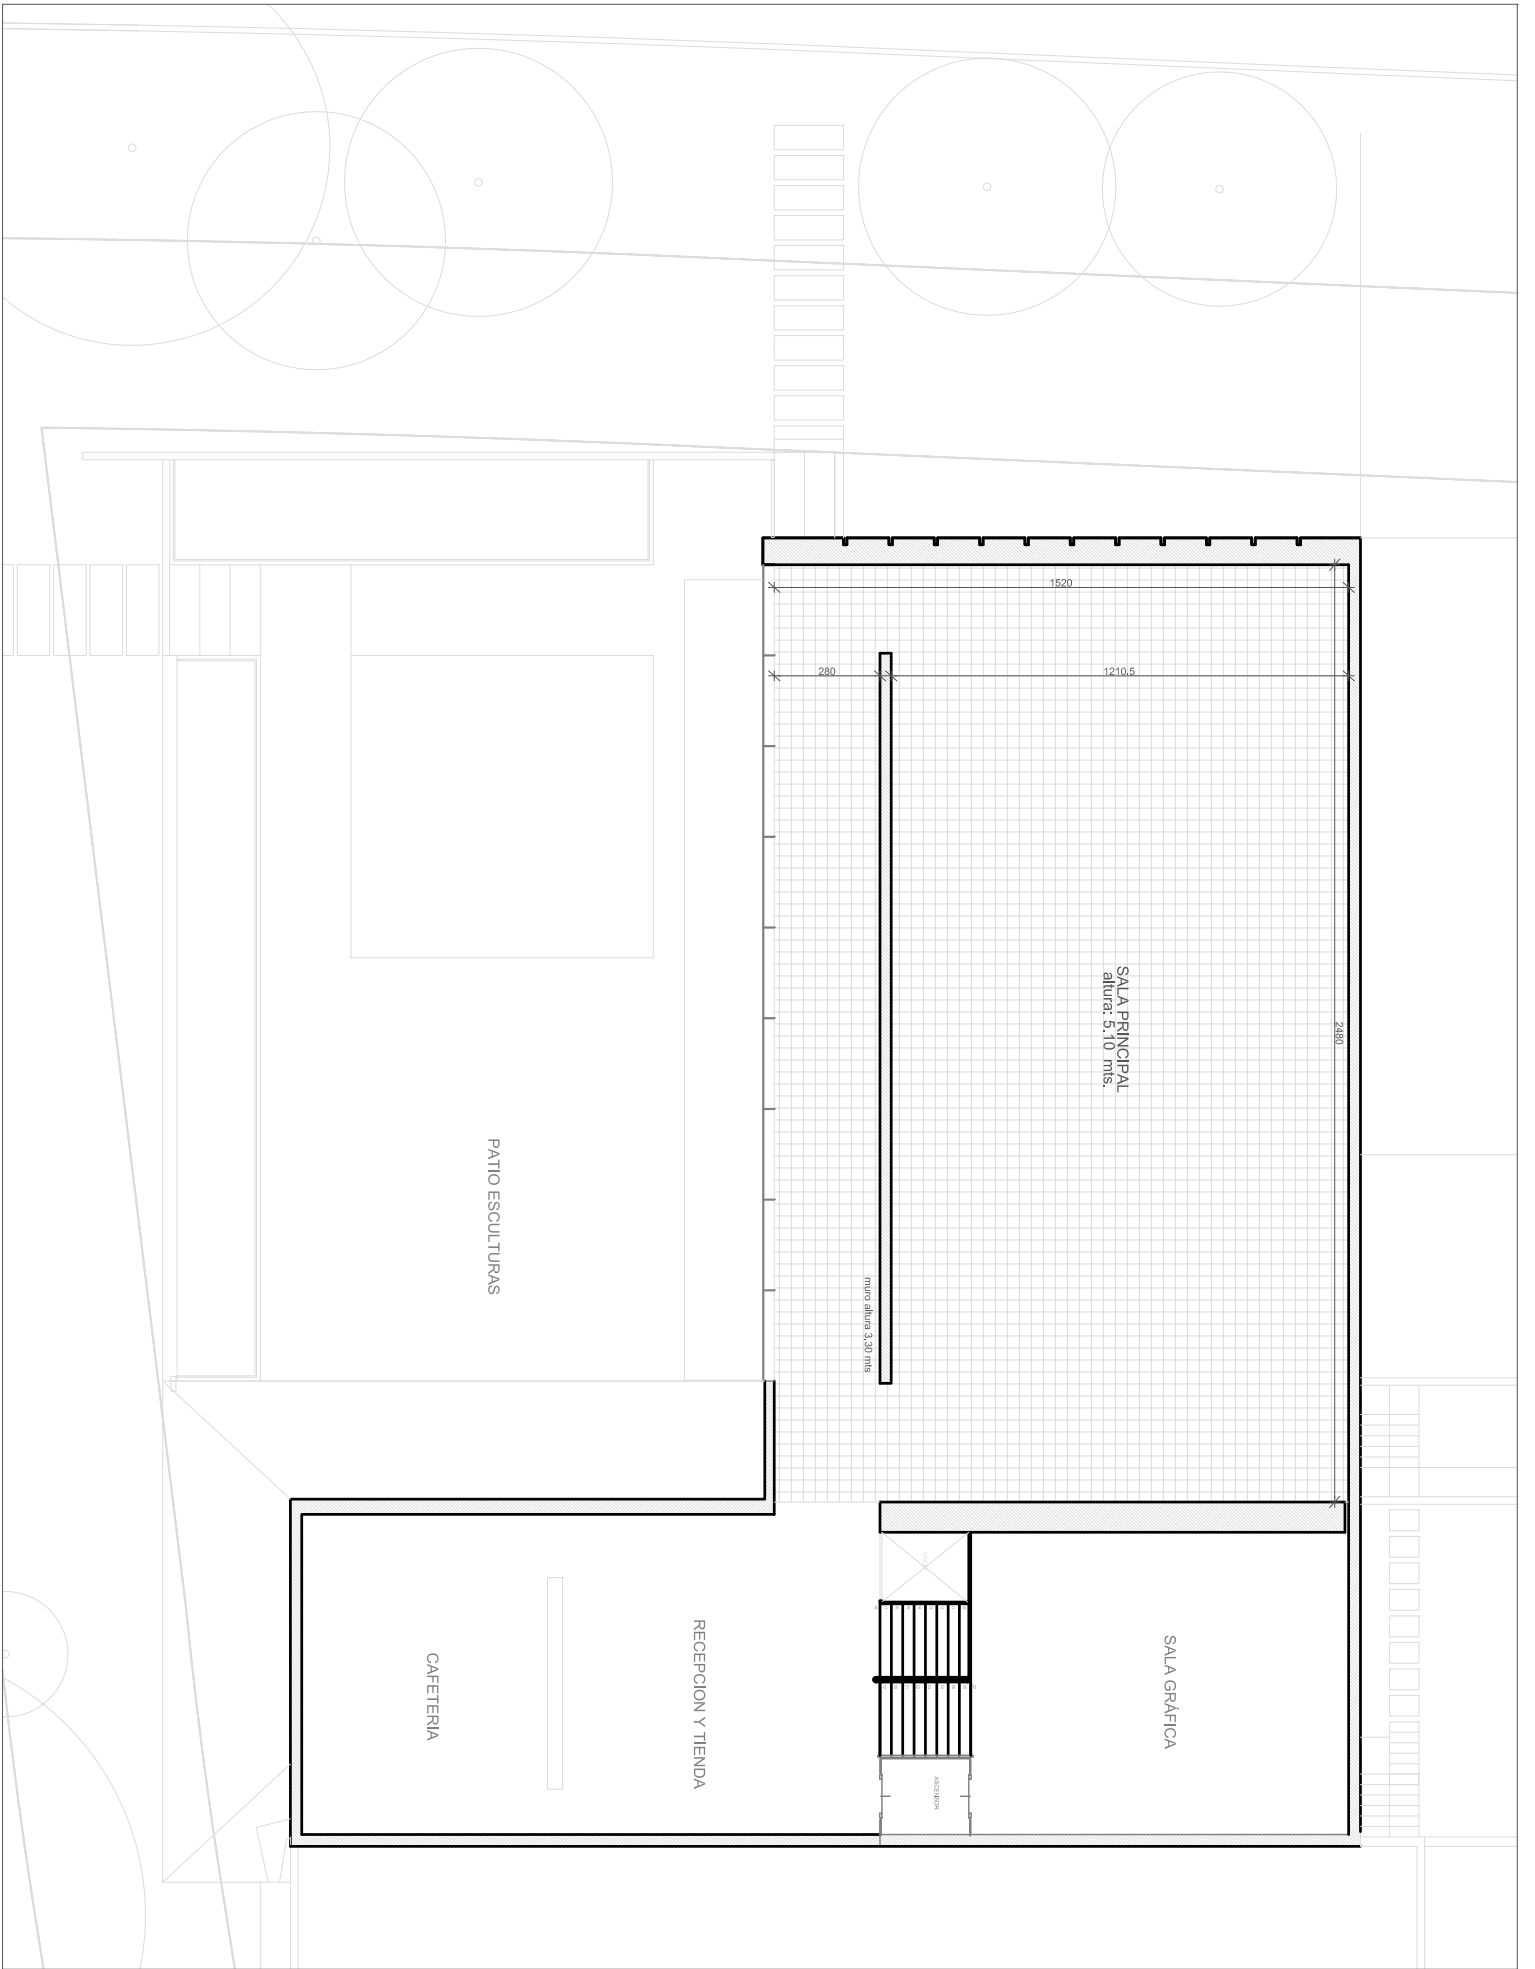 1520
280
1210.5
SALA PRINCIPAL
altura: 5.10 mts.
2480
PATIO ESCULTURAS
muro altura 3,30 mts
SALA GRÁFICA
RECEPCION Y TIENDA
CAFETERIA
ASCENSOR